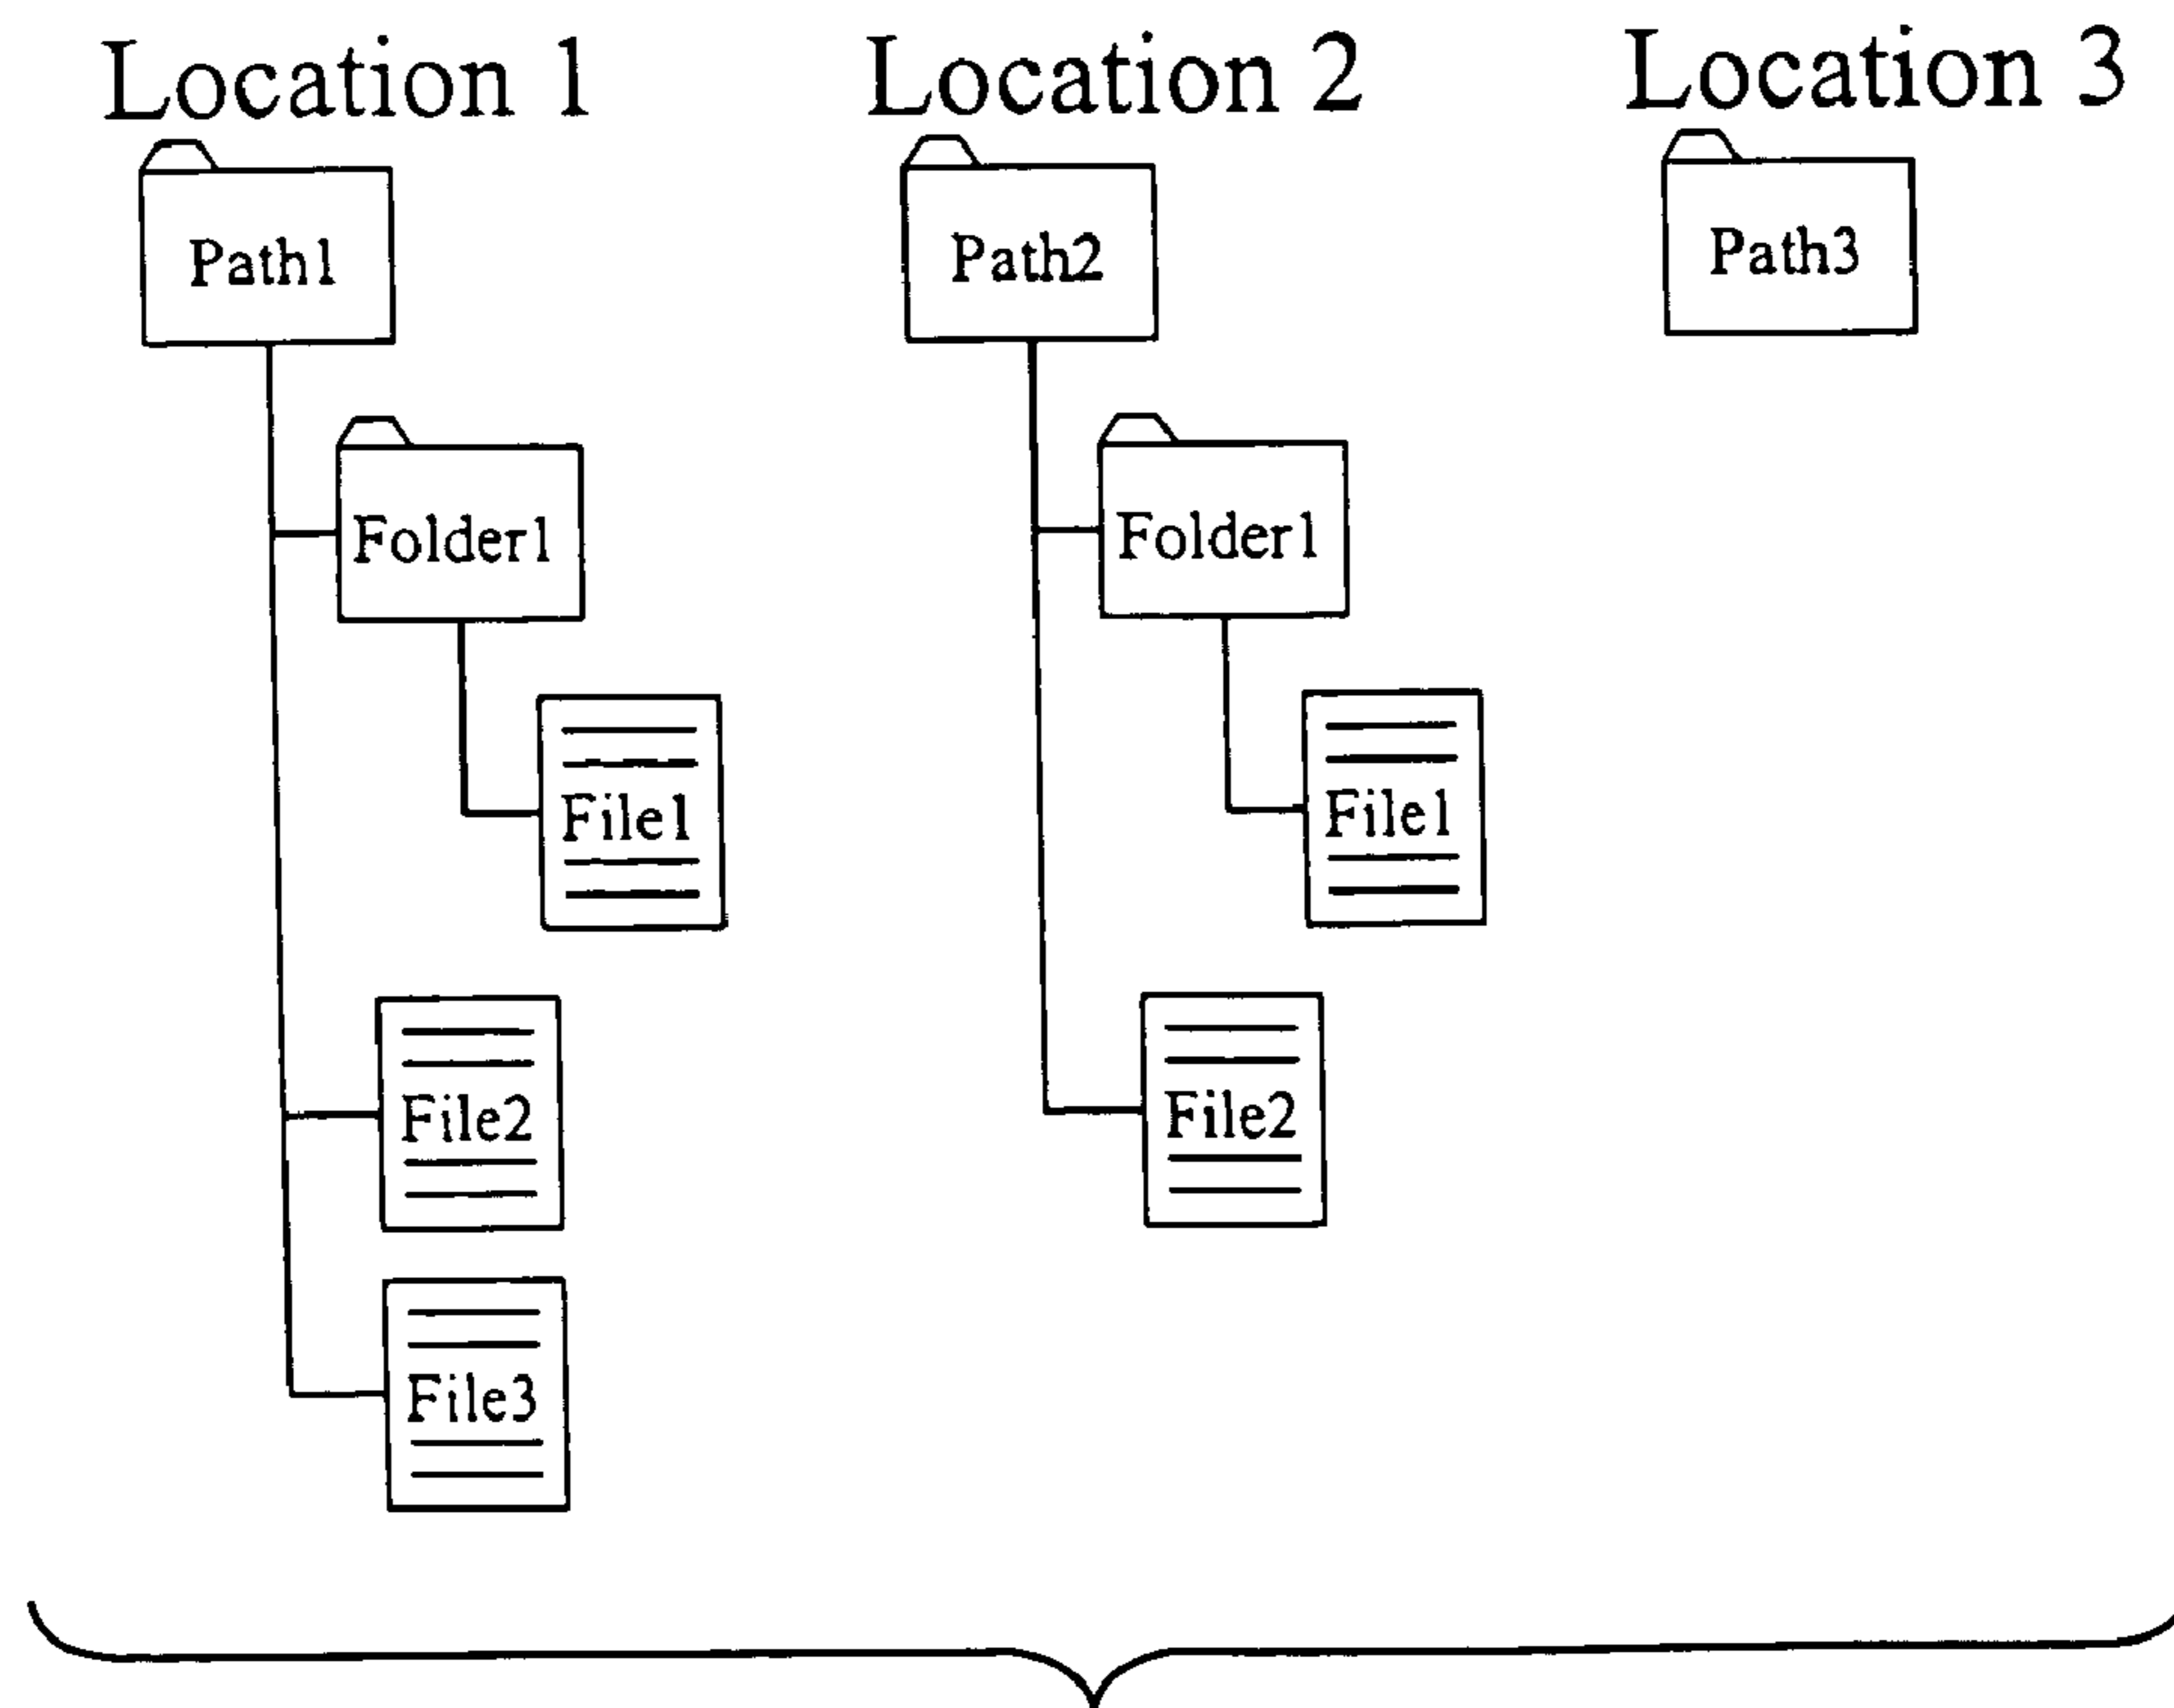 Location 1
Location 2
Location 3
Path1
Path2
Path3
Folder1
Folder1
File1
File1
File2
File2
File3